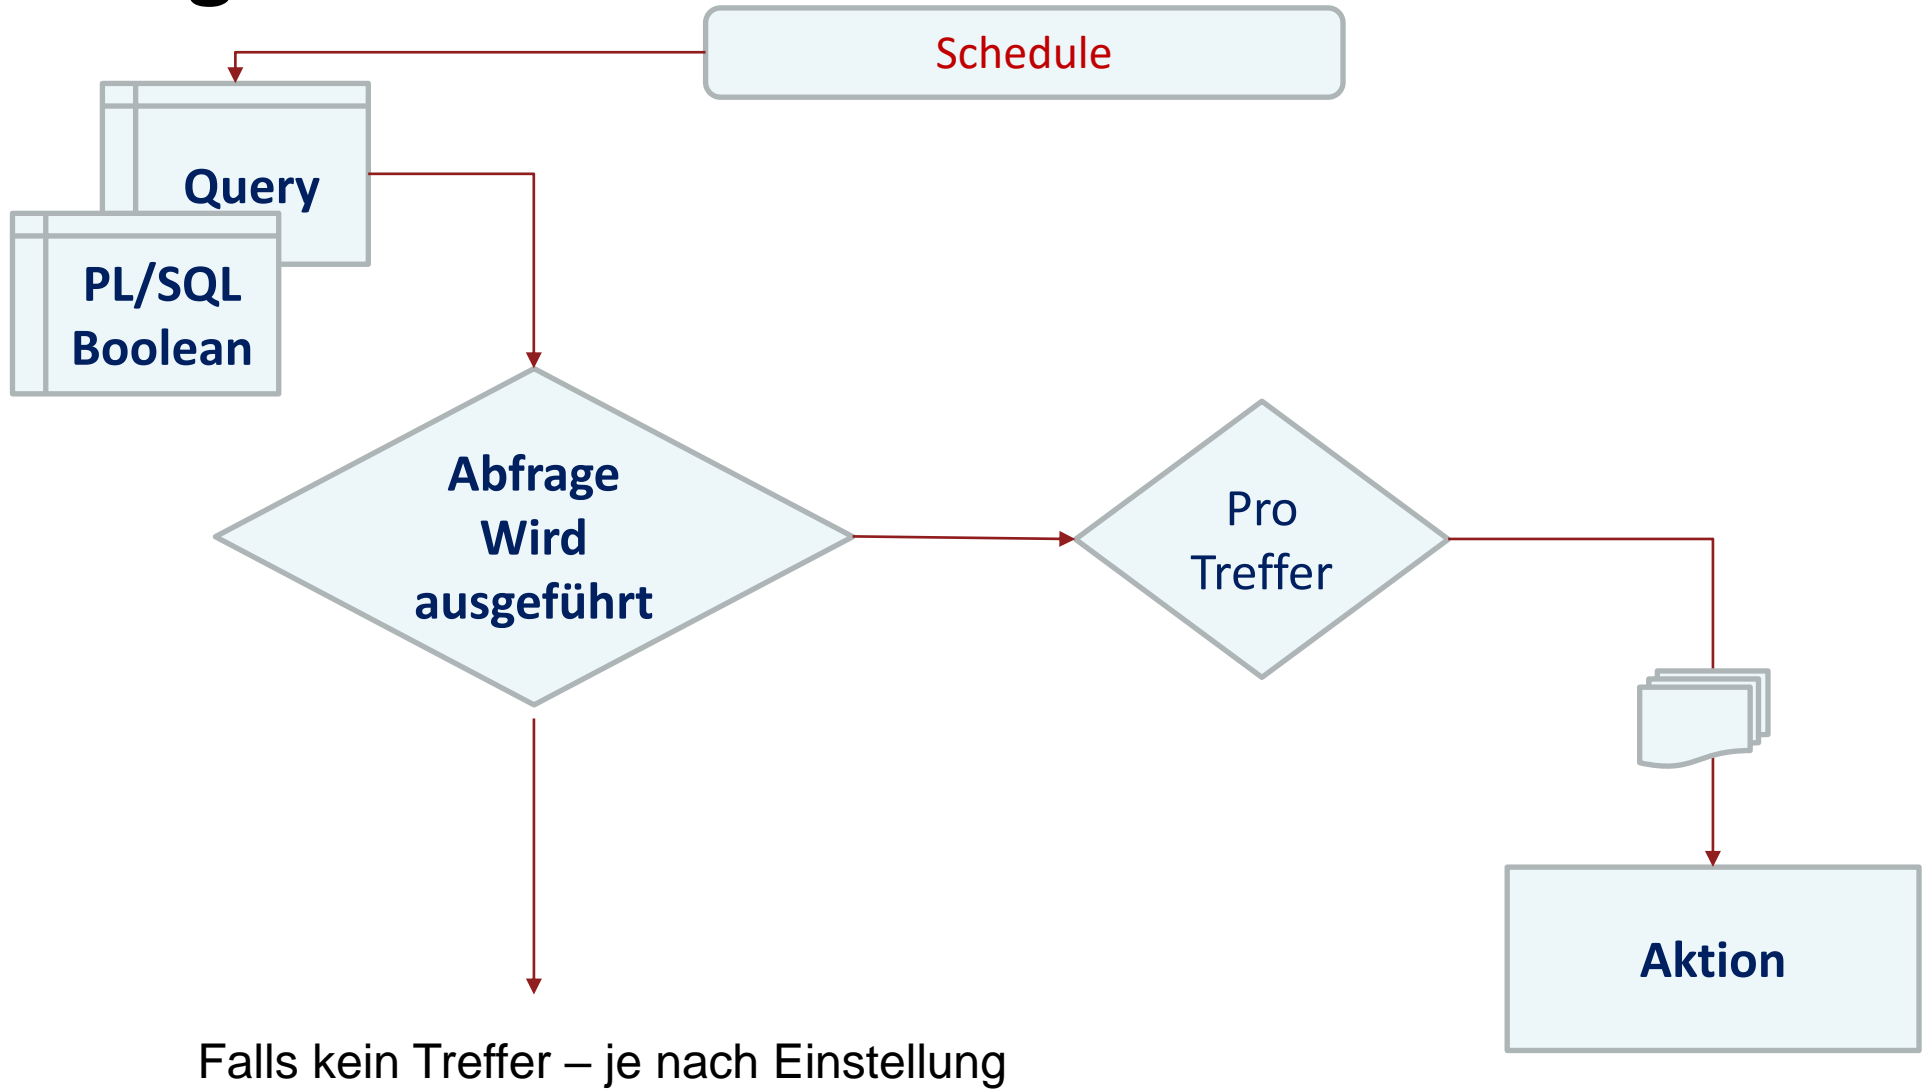 Schedule
Query
PL/SQL
Boolean
Abfrage
Wird
ausgeführt
Pro
Treffer
Aktion
Falls kein Treffer – je nach Einstellung